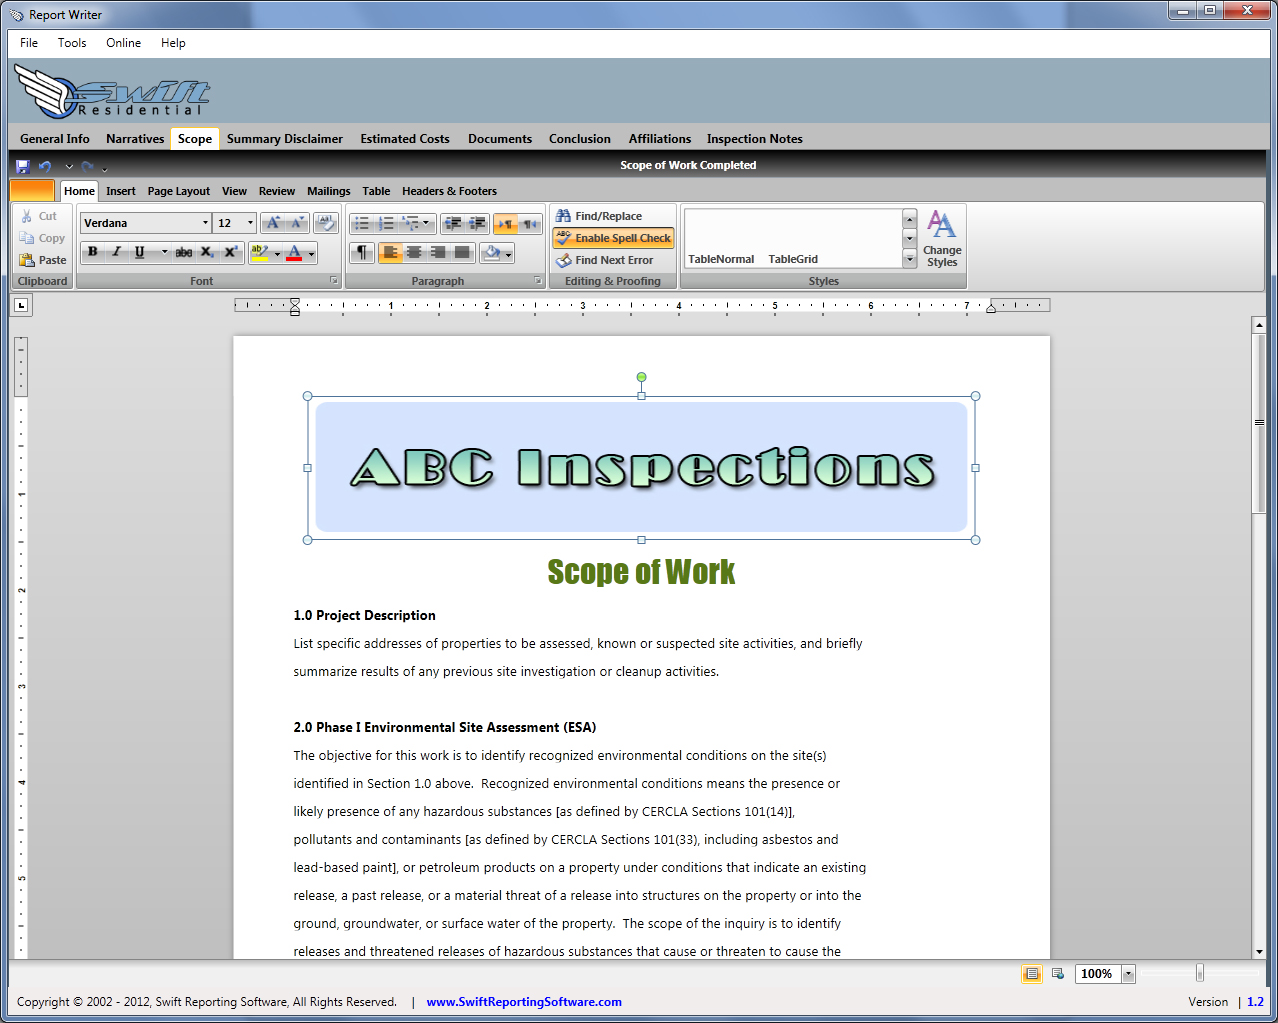 Report Writer
File Tools Online Help
Swift
Residential
General Info Narratives Scope Summary Disclaimer Estimated Costs Documents Conclusion Affiliations Inspection Notes
Scope of Work Completed
Home Insert Page Layout View Review Mailings Table Headers & Footers
Cut
Copy
Paste
Clipboard
Verdana 12
B I U abc X₂ X²
ab A
Font
Paragraph
Find/Replace
Enable Spell Check
Find Next Error
Editing & Proofing
TableNormal TableGrid
Change Styles
Styles
1 2 3 4 5 6 7
1
2
3
4
5
ABC Inspections
Scope of Work
1.0 Project Description
List specific addresses of properties to be assessed, known or suspected site activities, and briefly
summarize results of any previous site investigation or cleanup activities.
2.0 Phase I Environmental Site Assessment (ESA)
The objective for this work is to identify recognized environmental conditions on the site(s)
identified in Section 1.0 above.  Recognized environmental conditions means the presence or
likely presence of any hazardous substances [as defined by CERCLA Sections 101(14)],
pollutants and contaminants [as defined by CERCLA Sections 101(33), including asbestos and
lead-based paint], or petroleum products on a property under conditions that indicate an existing
release, a past release, or a material threat of a release into structures on the property or into the
ground, groundwater, or surface water of the property.  The scope of the inquiry is to identify
releases and threatened releases of hazardous substances that cause or threaten to cause the
100%
Copyright © 2002 - 2012, Swift Reporting Software, All Rights Reserved. | www.SwiftReportingSoftware.com
Version | 1.2